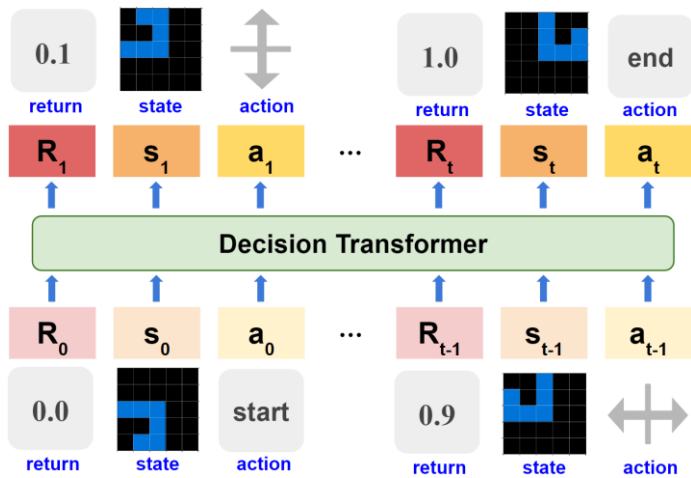 0.1 1.0 end
return state action return state action
R1 s1 a1 ... Rt st at
Decision Transformer
R0 s0 a0 ... Rt-1 st-1 at-1
0.0 start 0.9
return state action return state action